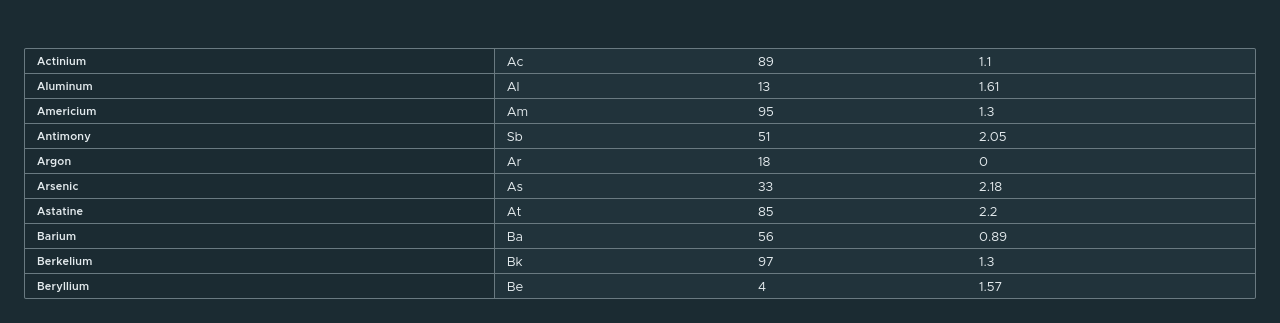 Actinium Ac 89 1.1
Aluminum Al 13 1.61
Americium Am 95 1.3
Antimony Sb 51 2.05
Argon Ar 18 0
Arsenic As 33 2.18
Astatine At 85 2.2
Barium Ba 56 0.89
Berkelium Bk 97 1.3
Beryllium Be 4 1.57